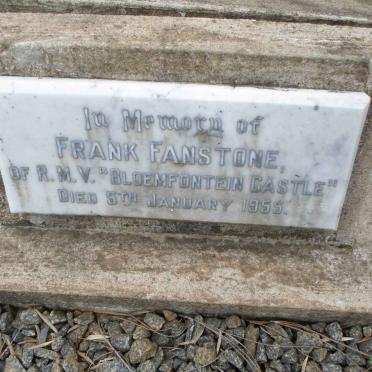 In Memory of
FRANK FANSTONE,
OF R.M.V. "BLOEMFONTEIN CASTLE"
DIED 5TH JANUARY 1955.